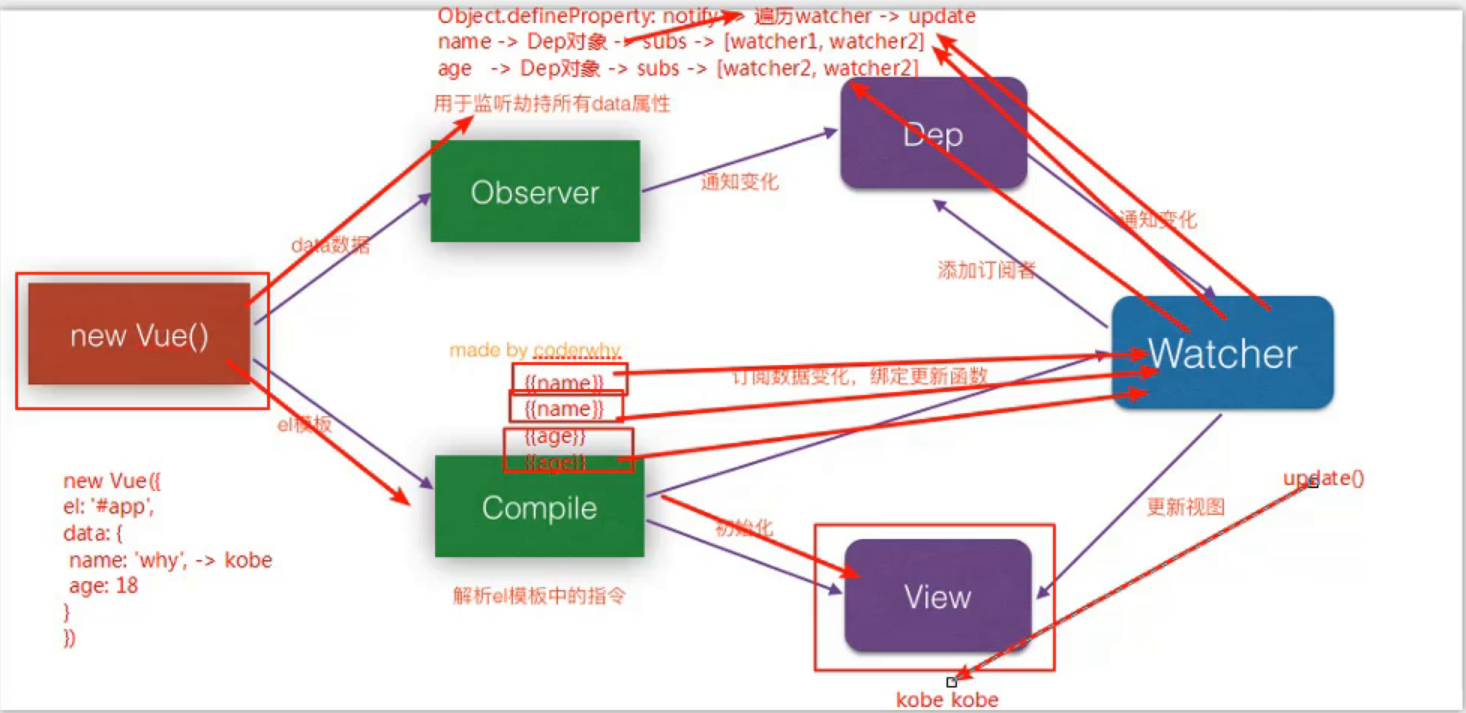 Object.defineProperty: notify -> 遍历watcher -> update
name -> Dep对象 -> subs -> [watcher1, watcher2]
age -> Dep对象 -> subs -> [watcher2, watcher2]
用于监听劫持所有data属性
Dep
Observer
通知变化
通知变化
data数据
添加订阅者
new Vue()
made by coderwhy
Watcher
{{name}}
订阅数据变化，绑定更新函数
{{name}}
el模板
{{age}}
{{age}}
new Vue({
el: '#app',
data: {
name: 'why', -> kobe
age: 18
}
})
Compile
初始化
update()
更新视图
解析el模板中的指令
View
kobe kobe